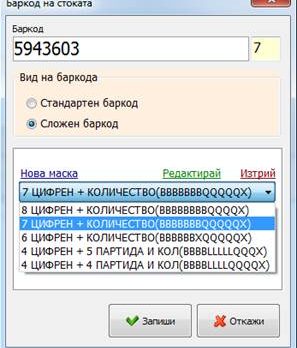 Баркод на стоката
Баркод
5943603 7
Вид на баркода
Стандартен баркод
Сложен баркод
Нова маска Редактирай Изтрий
7 ЦИФРЕН + КОЛИЧЕСТВО(BBBBBBBQQQQX)
8 ЦИФРЕН + КОЛИЧЕСТВО(BBBBBBBBQQQQX)
7 ЦИФРЕН + КОЛИЧЕСТВО(BBBBBBBQQQQQX)
6 ЦИФРЕН + КОЛИЧЕСТВО(BBBBBBXQQQQQX)
4 ЦИФРЕН + 5 ПАРТИДА И КОЛ(BBBBLLLLLQQQX)
4 ЦИФРЕН + 4 ПАРТИДА И КОЛ(BBBBLLLLQQQQX)
Запиши Откажи